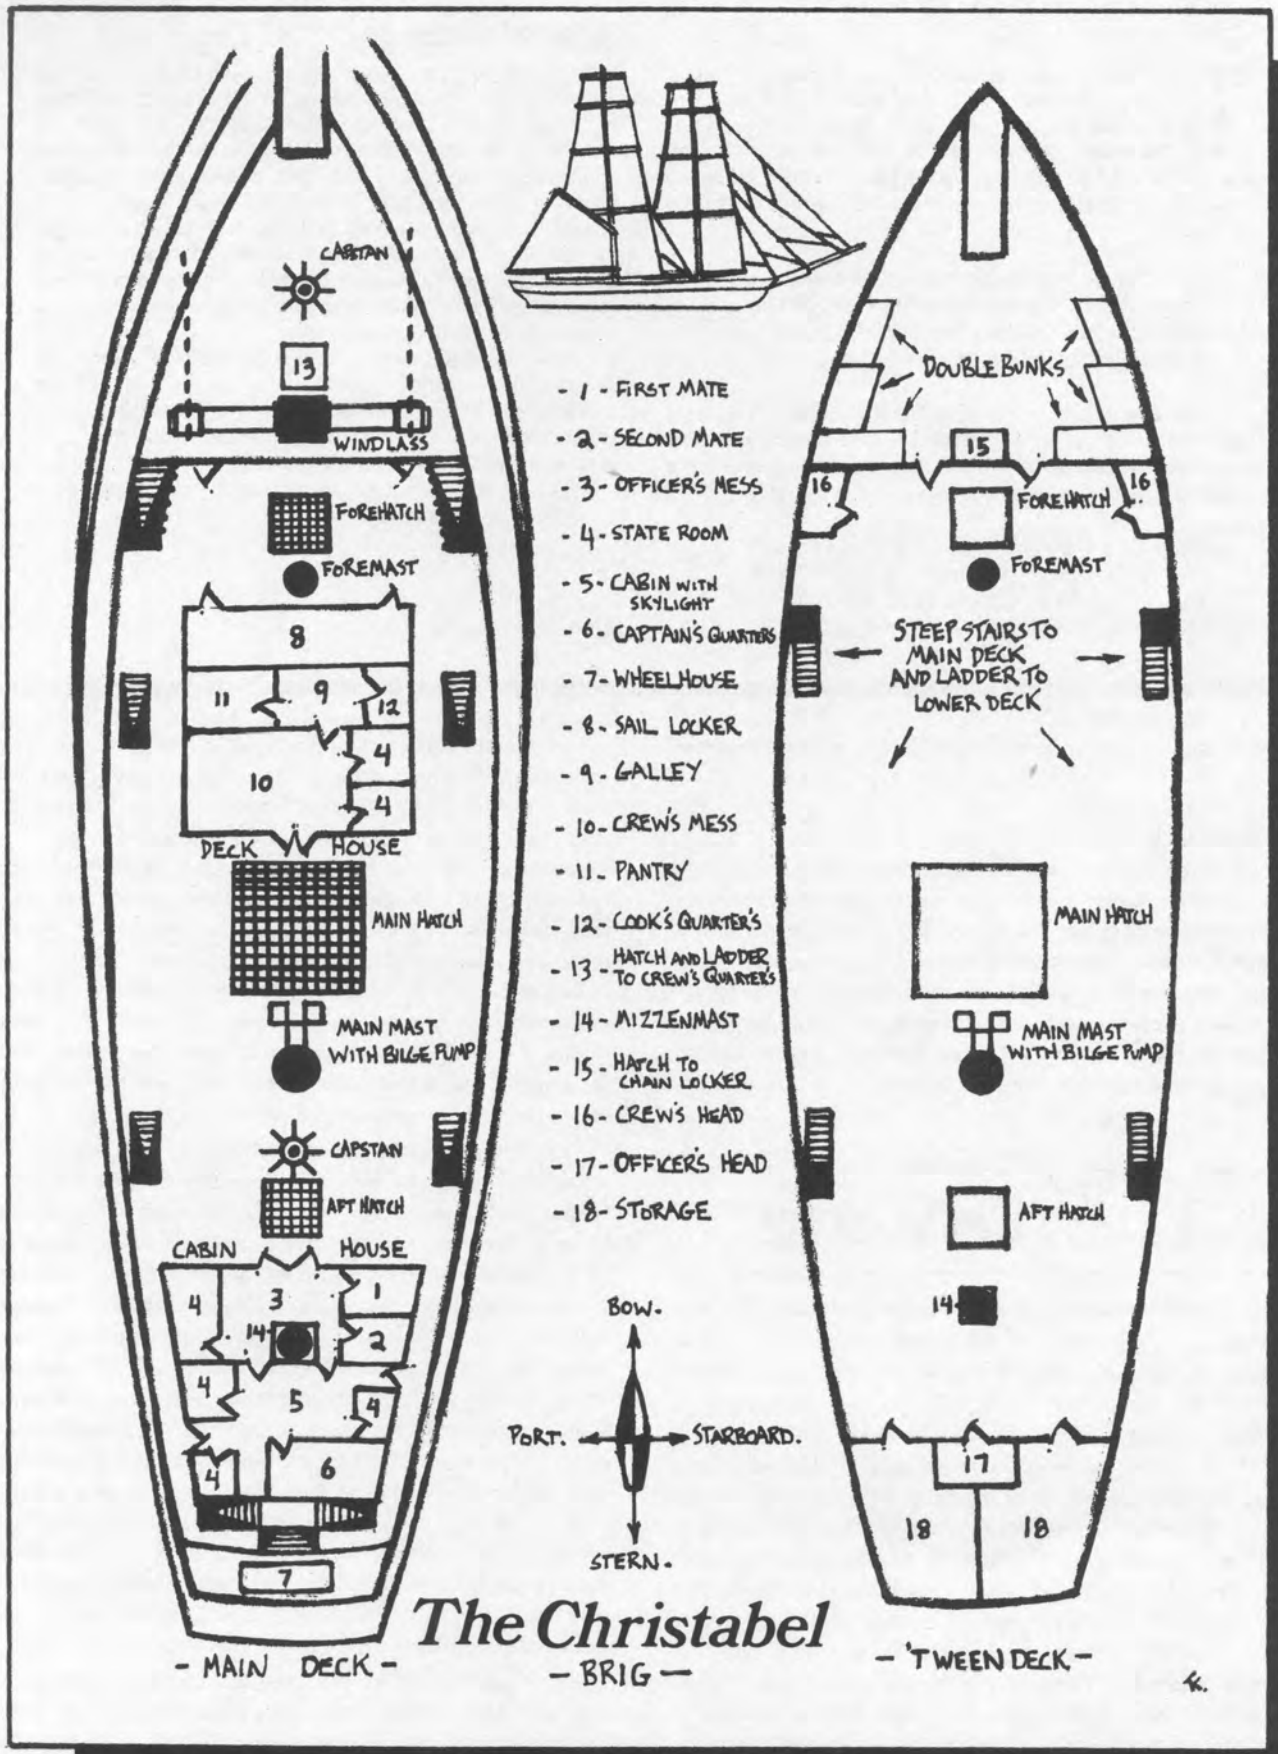 CAPSTAN
13
WINDLASS
FOREHATCH
FOREMAST
8
11
9
12
4
10
4
DECK HOUSE
MAIN HATCH
MAIN MAST
WITH BILGE PUMP
CAPSTAN
AFT HATCH
CABIN HOUSE
4
3
1
14
2
4
5
4
4
6
7
- MAIN DECK -
- 1 - FIRST MATE
- 2 - SECOND MATE
- 3 - OFFICER'S MESS
- 4 - STATE ROOM
- 5 - CABIN WITH
SKYLIGHT
- 6 - CAPTAIN'S QUARTERS
- 7 - WHEELHOUSE
- 8 - SAIL LOCKER
- 9 - GALLEY
- 10 - CREW'S MESS
- 11 - PANTRY
- 12 - COOK'S QUARTER'S
- 13 - HATCH AND LADDER
TO CREW'S QUARTER'S
- 14 - MIZZENMAST
- 15 - HATCH TO
CHAIN LOCKER
- 16 - CREW'S HEAD
- 17 - OFFICER'S HEAD
- 18 - STORAGE
BOW.
PORT. STARBOARD.
STERN.
The Christabel
- BRIG -
DOUBLE BUNKS
15
16
16
FOREHATCH
FOREMAST
STEEP STAIRS TO
MAIN DECK
AND LADDER TO
LOWER DECK
MAIN HATCH
MAIN MAST
WITH BILGE PUMP
AFT HATCH
14
17
18
18
- 'TWEEN DECK -